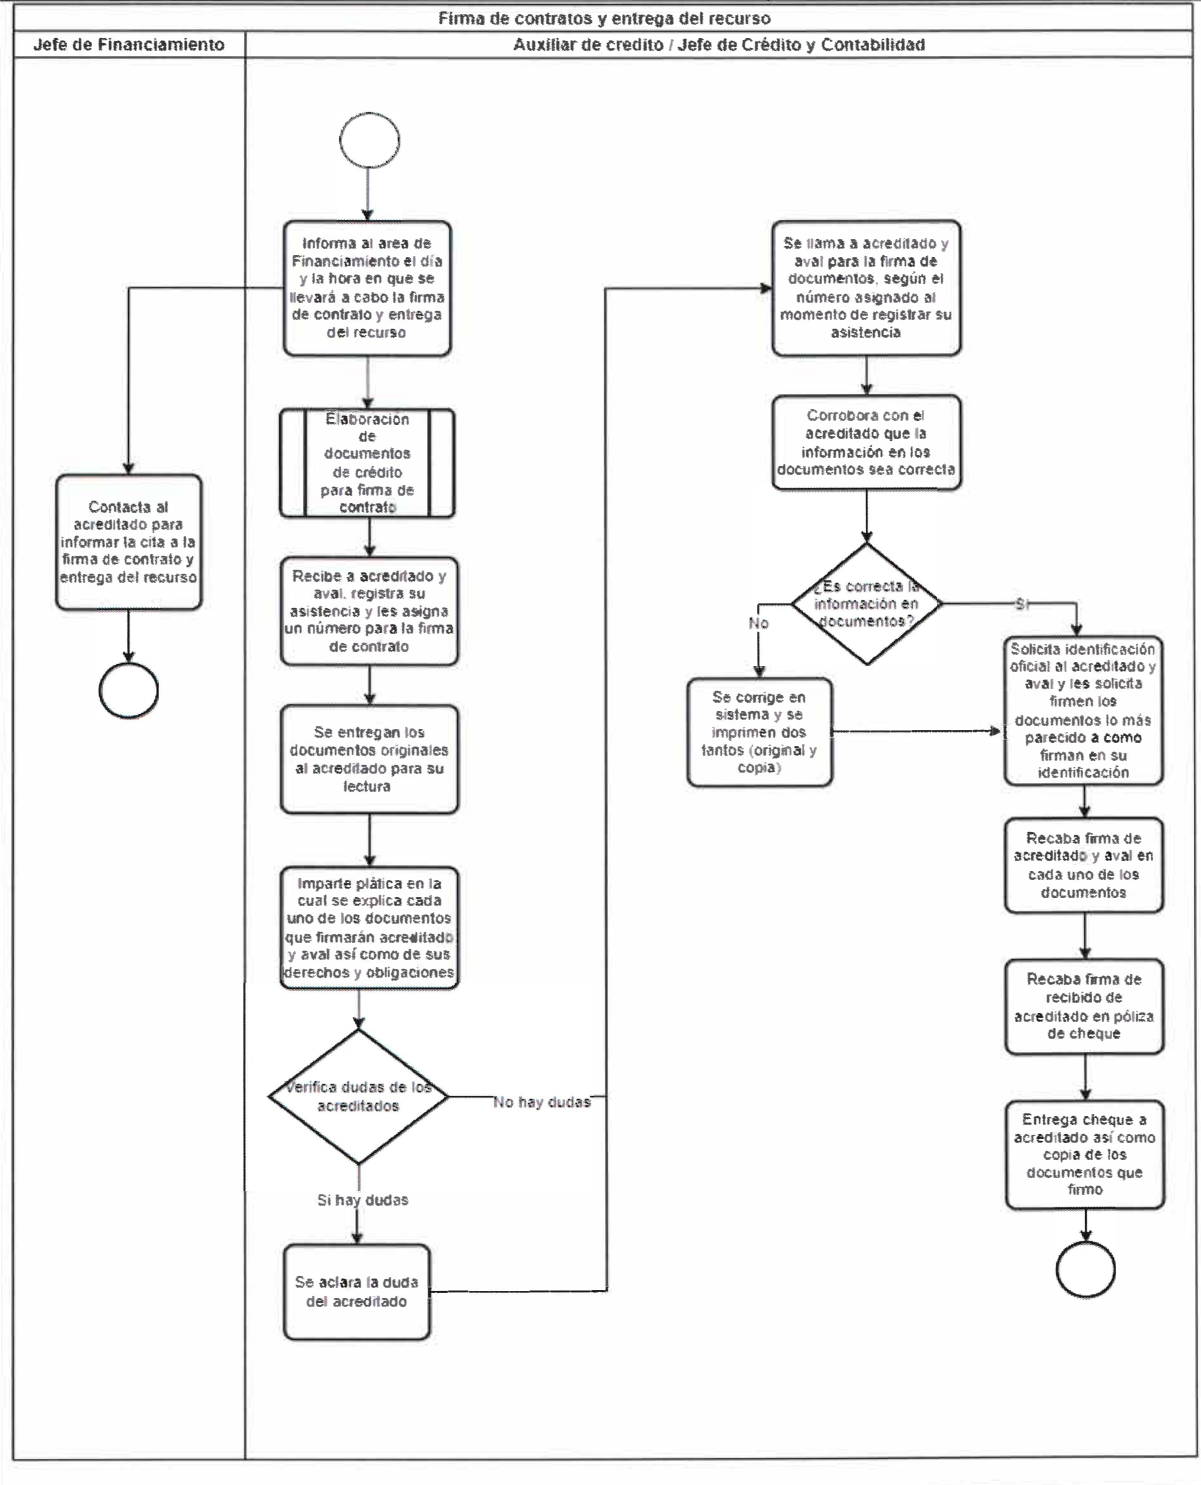 Firma de contratos y entrega del recurso
Jefe de Financiamiento
Auxiliar de credito / Jefe de Crédito y Contabilidad
Informa al area de
Financiamiento el día
y la hora en que se
llevará a cabo la firma
de contrato y entrega
del recurso
Contacta al
acreditado para
informar la cita a la
firma de contrato y
entrega del recurso
Elaboración
de
documentos
de crédito
para firma de
contrato
Recibe a acreditado y
aval, registra su
asistencia y les asigna
un número para la firma
de contrato
Se entregan los
documentos originales
al acreditado para su
lectura
Imparte plática en la
cual se explica cada
uno de los documentos
que firmarán acreditado
y aval así como de sus
derechos y obligaciones
Verifica dudas de los
acreditados
No hay dudas
Si hay dudas
Se aclara la duda
del acreditado
Se llama a acreditado y
aval para la firma de
documentos, según el
número asignado al
momento de registrar su
asistencia
Corrobora con el
acreditado que la
información en los
documentos sea correcta
¿Es correcta la
información en
documentos?
No
Si
Se corrige en
sistema y se
imprimen dos
tantos (original y
copia)
Solicita identificación
oficial al acreditado y
aval y les solicita
firmen los
documentos lo más
parecido a como
firman en su
identificación
Recaba firma de
acreditado y aval en
cada uno de los
documentos
Recaba firma de
recibido de
acreditado en póliza
de cheque
Entrega cheque a
acreditado así como
copia de los
documentos que
firmo